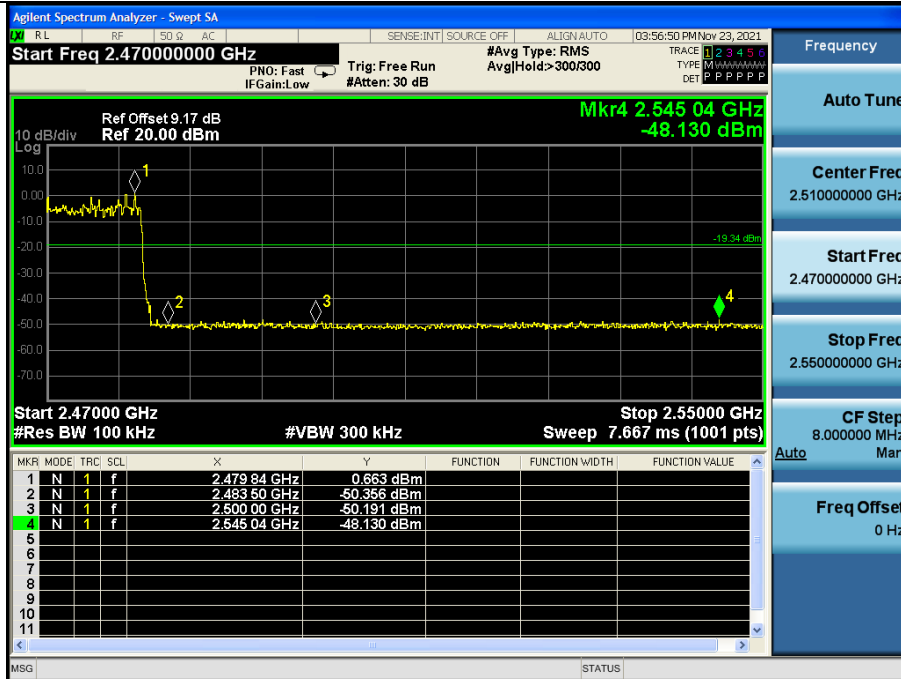 Agilent Spectrum Analyzer - Swept SA
LXI RL RF 50 Ω AC SENSE:INT SOURCE OFF ALIGN AUTO 03:56:50 PM Nov 23, 2021
Start Freq 2.470000000 GHz
PNO: Fast
IFGain:Low
Trig: Free Run
#Atten: 30 dB
#Avg Type: RMS
Avg|Hold:>300/300
TRACE 1 2 3 4 5 6
TYPE M WWWWW
DET P P P P P P
Mkr4 2.545 04 GHz
-48.130 dBm
Ref Offset 9.17 dB
10 dB/div Ref 20.00 dBm
Log
10.0
0.00
-10.0
-20.0
-30.0
-40.0
-50.0
-60.0
-70.0
1
2
3
4
-19.34 dBm
Start 2.47000 GHz Stop 2.55000 GHz
#Res BW 100 kHz #VBW 300 kHz Sweep 7.667 ms (1001 pts)
MKR MODE TRC SCL X Y FUNCTION FUNCTION WIDTH FUNCTION VALUE
1 N 1 f 2.479 84 GHz 0.663 dBm
2 N 1 f 2.483 50 GHz -50.356 dBm
3 N 1 f 2.500 00 GHz -50.191 dBm
4 N 1 f 2.545 04 GHz -48.130 dBm
5
6
7
8
9
10
11
MSG STATUS
Frequency
Auto Tune
Center Freq
2.510000000 GHz
Start Freq
2.470000000 GHz
Stop Freq
2.550000000 GHz
CF Step
8.000000 MHz
Auto Man
Freq Offset
0 Hz